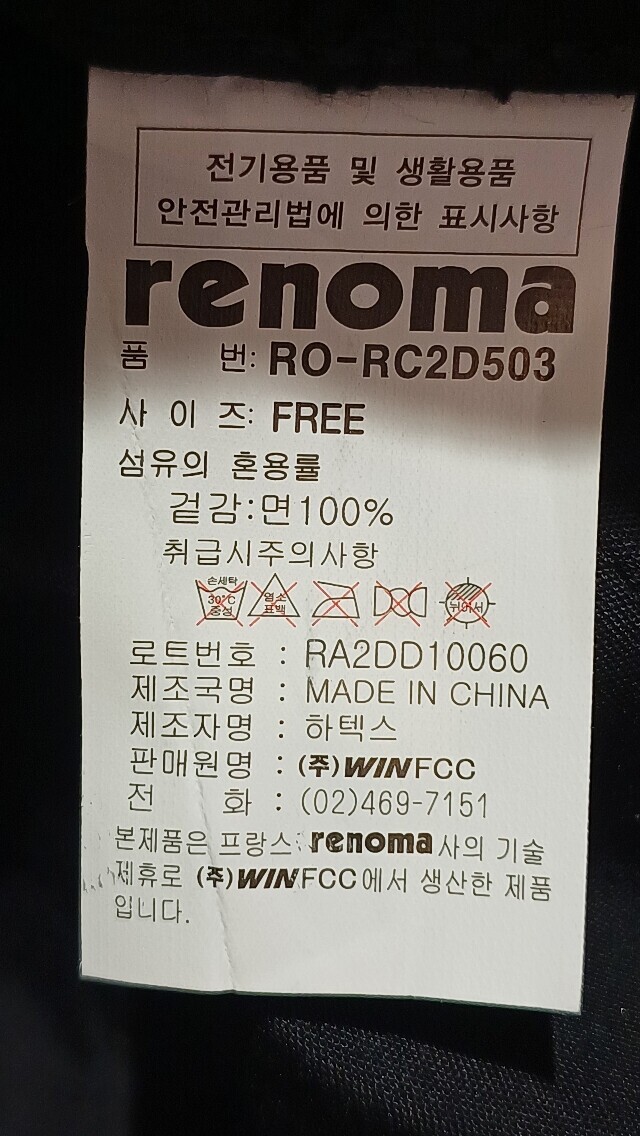 전기용품 및 생활용품
안전관리법에 의한 표시사항
renoma
품 번: RO-RC2D503
사 이 즈: FREE
섬유의 혼용률
겉감:면100%
취급시주의사항
손세탁 30°C 중성 염소 표백 뉘어서
로트번호 : RA2DD10060
제조국명 : MADE IN CHINA
제조자명 : 하텍스
판매원명 : (주)WINFCC
전 화 : (02)469-7151
본제품은 프랑스 renoma사의 기술
제휴로 (주)WINFCC에서 생산한 제품
입니다.